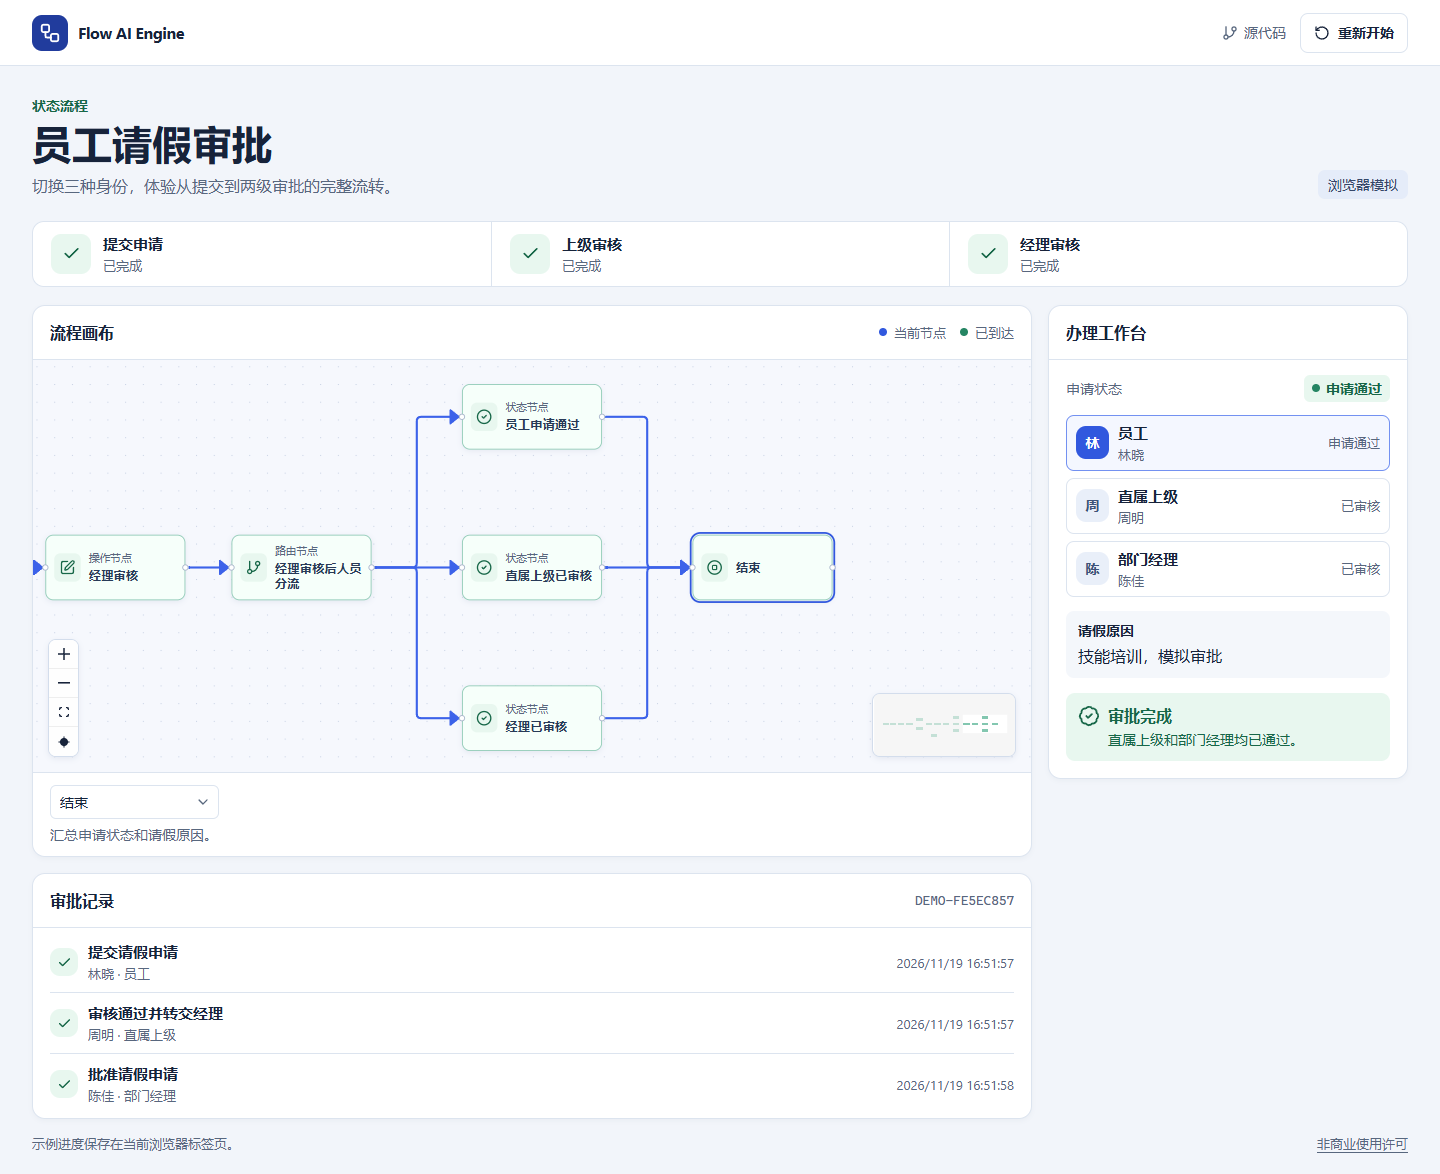 Flow AI Engine
源代码
重新开始
状态流程
员工请假审批
切换三种身份，体验从提交到两级审批的完整流转。
浏览器模拟
提交申请
已完成
上级审核
已完成
经理审核
已完成
流程画布
当前节点
已到达
状态节点
员工申请通过
操作节点
经理审核
路由节点
经理审核后人员
分流
状态节点
直属上级已审核
结束
状态节点
经理已审核
结束
汇总申请状态和请假原因。
办理工作台
申请状态
申请通过
林
员工
林晓
申请通过
周
直属上级
周明
已审核
陈
部门经理
陈佳
已审核
请假原因
技能培训，模拟审批
审批完成
直属上级和部门经理均已通过。
审批记录
DEMO-FE5EC857
提交请假申请
林晓 · 员工
2026/11/19 16:51:57
审核通过并转交经理
周明 · 直属上级
2026/11/19 16:51:57
批准请假申请
陈佳 · 部门经理
2026/11/19 16:51:58
示例进度保存在当前浏览器标签页。
非商业使用许可